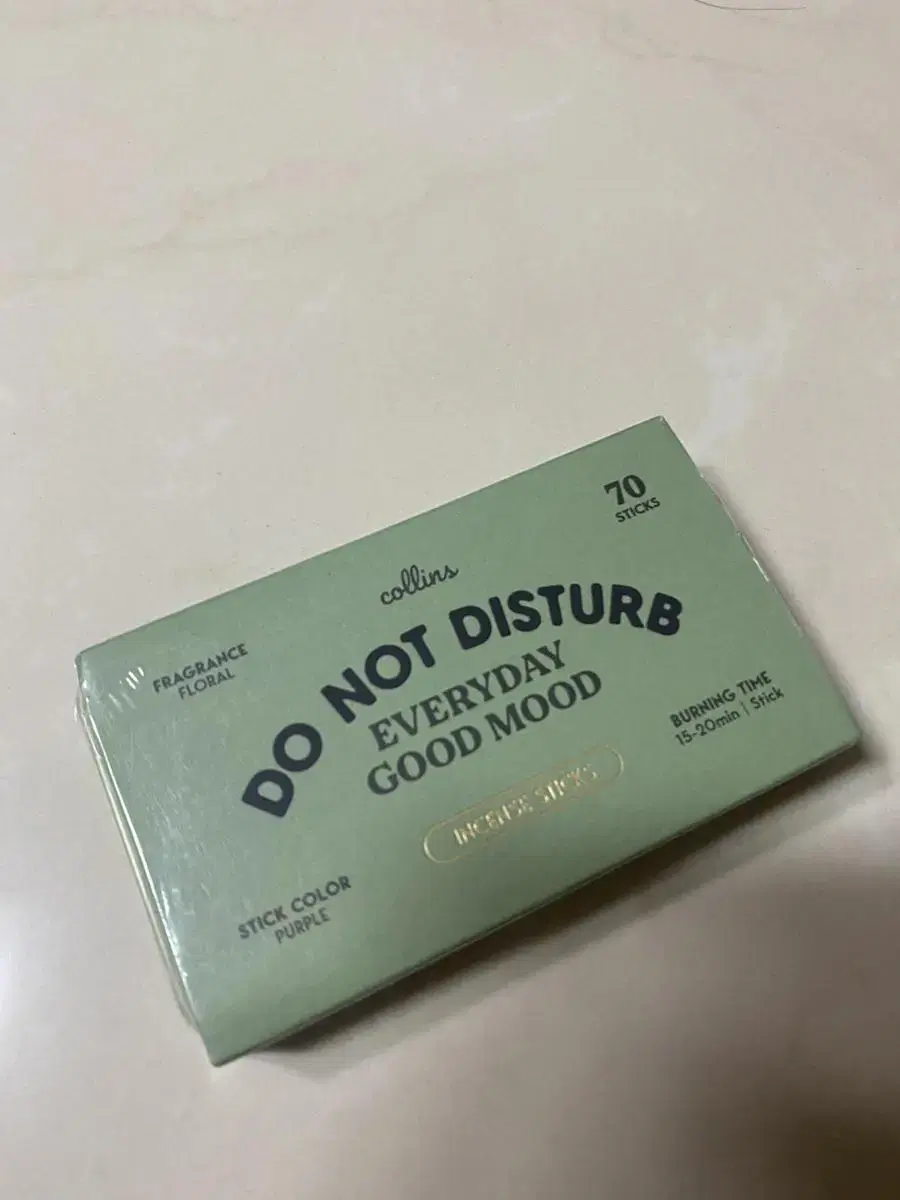 70
STICKS
collins
FRAGRANCE
FLORAL
DO NOT DISTURB
EVERYDAY
GOOD MOOD
BURNING TIME
15-20min | Stick
INCENSE STICKS
STICK COLOR
PURPLE